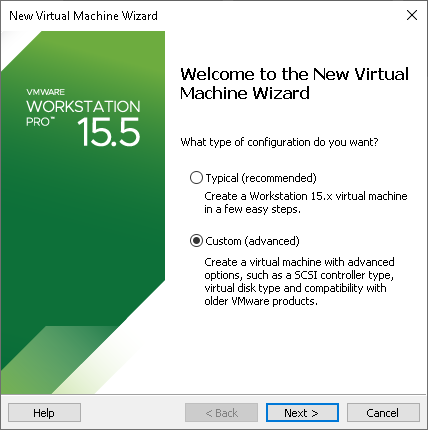 New Virtual Machine Wizard
VMWARE
WORKSTATION
PRO™
15.5
Welcome to the New Virtual
Machine Wizard
What type of configuration do you want?
Typical (recommended)
Create a Workstation 15.x virtual machine
in a few easy steps.
Custom (advanced)
Create a virtual machine with advanced
options, such as a SCSI controller type,
virtual disk type and compatibility with
older VMware products.
Help
< Back
Next >
Cancel